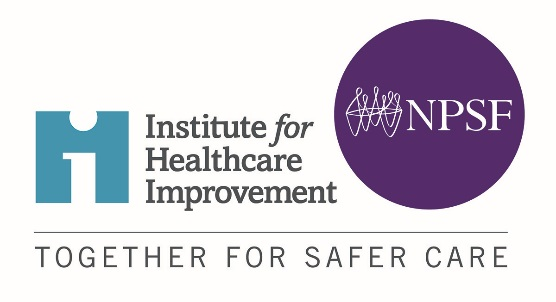 Institute for
Healthcare
Improvement
NPSF
TOGETHER FOR SAFER CARE